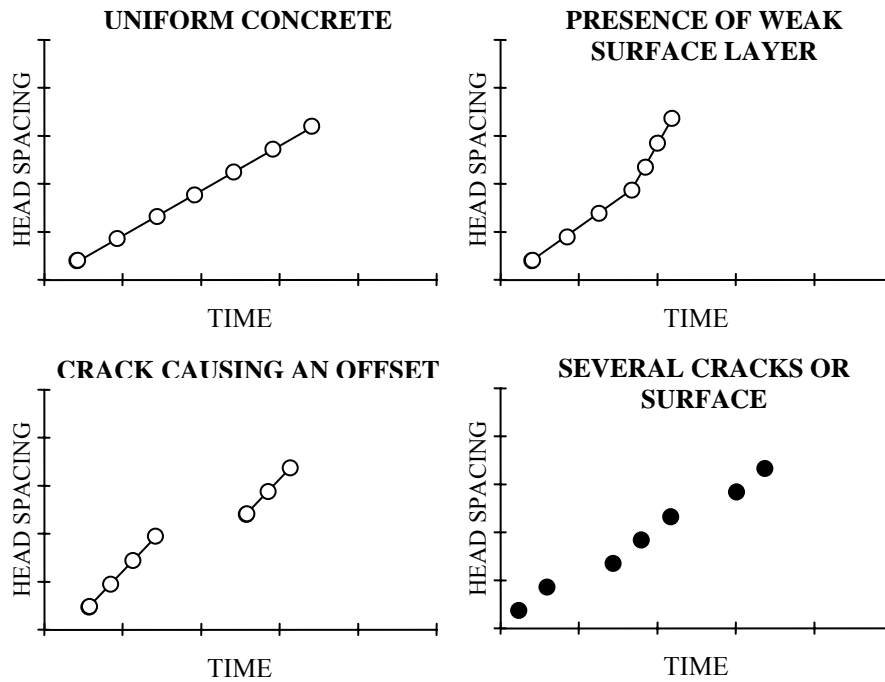 UNIFORM CONCRETE
HEAD SPACING
TIME
PRESENCE OF WEAK
SURFACE LAYER
HEAD SPACING
TIME
CRACK CAUSING AN OFFSET
HEAD SPACING
TIME
SEVERAL CRACKS OR
SURFACE
HEAD SPACING
TIME